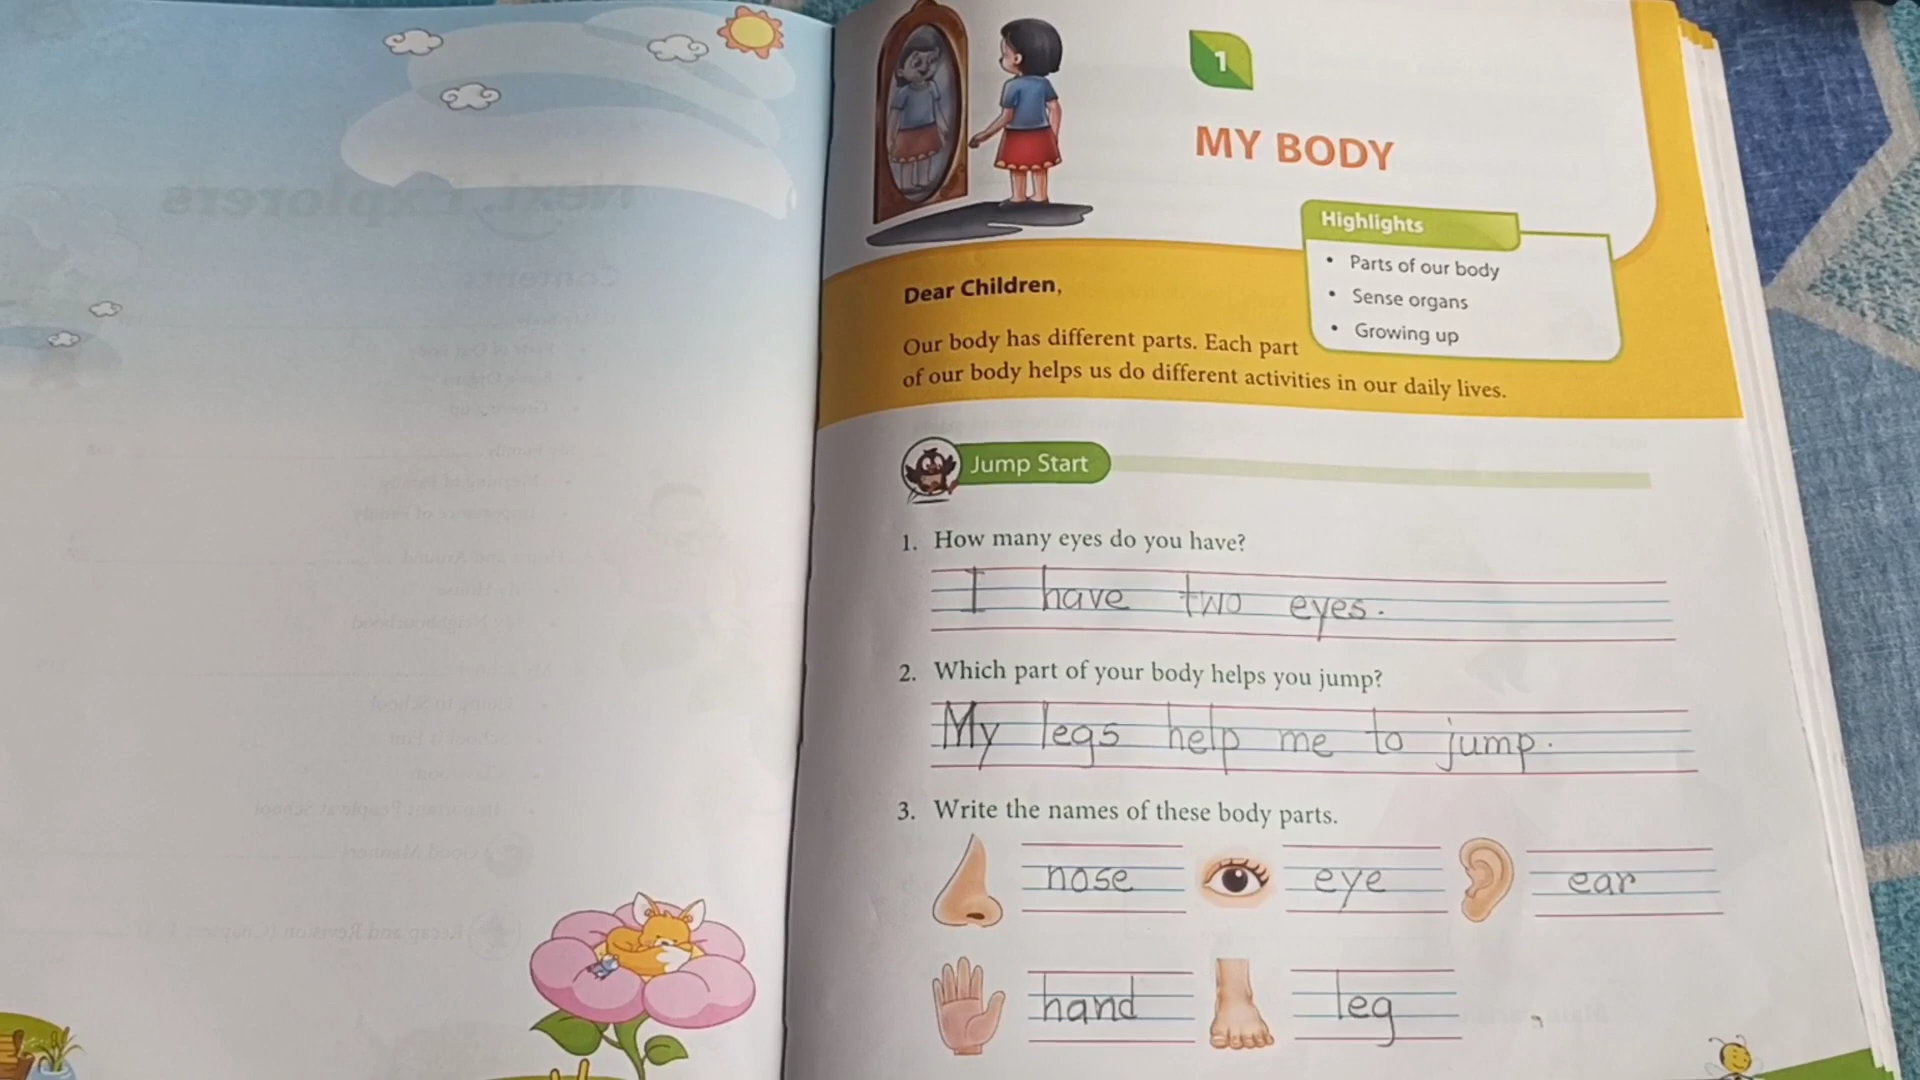 1
MY BODY
Highlights
• Parts of our body
• Sense organs
• Growing up
Dear Children,
Our body has different parts. Each part
of our body helps us do different activities in our daily lives.
Jump Start
1. How many eyes do you have?
I have two eyes.
2. Which part of your body helps you jump?
My legs help me to jump.
3. Write the names of these body parts.
nose eye ear
hand leg